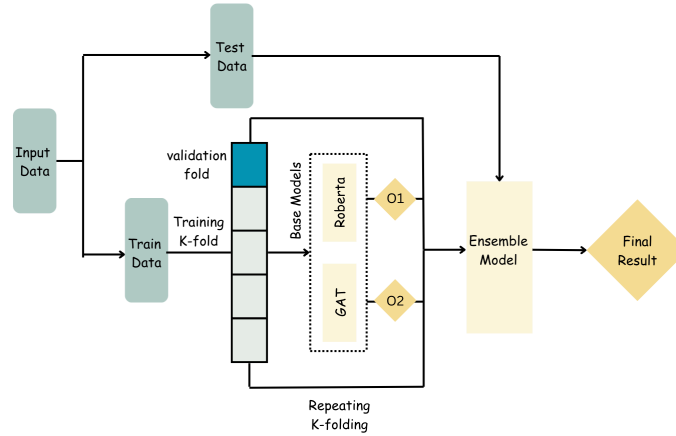 Test
Data
Input
Data
validation
fold
Training
K-fold
Train
Data
Base Models
Roberta
GAT
O1
O2
Ensemble
Model
Final
Result
Repeating
K-folding